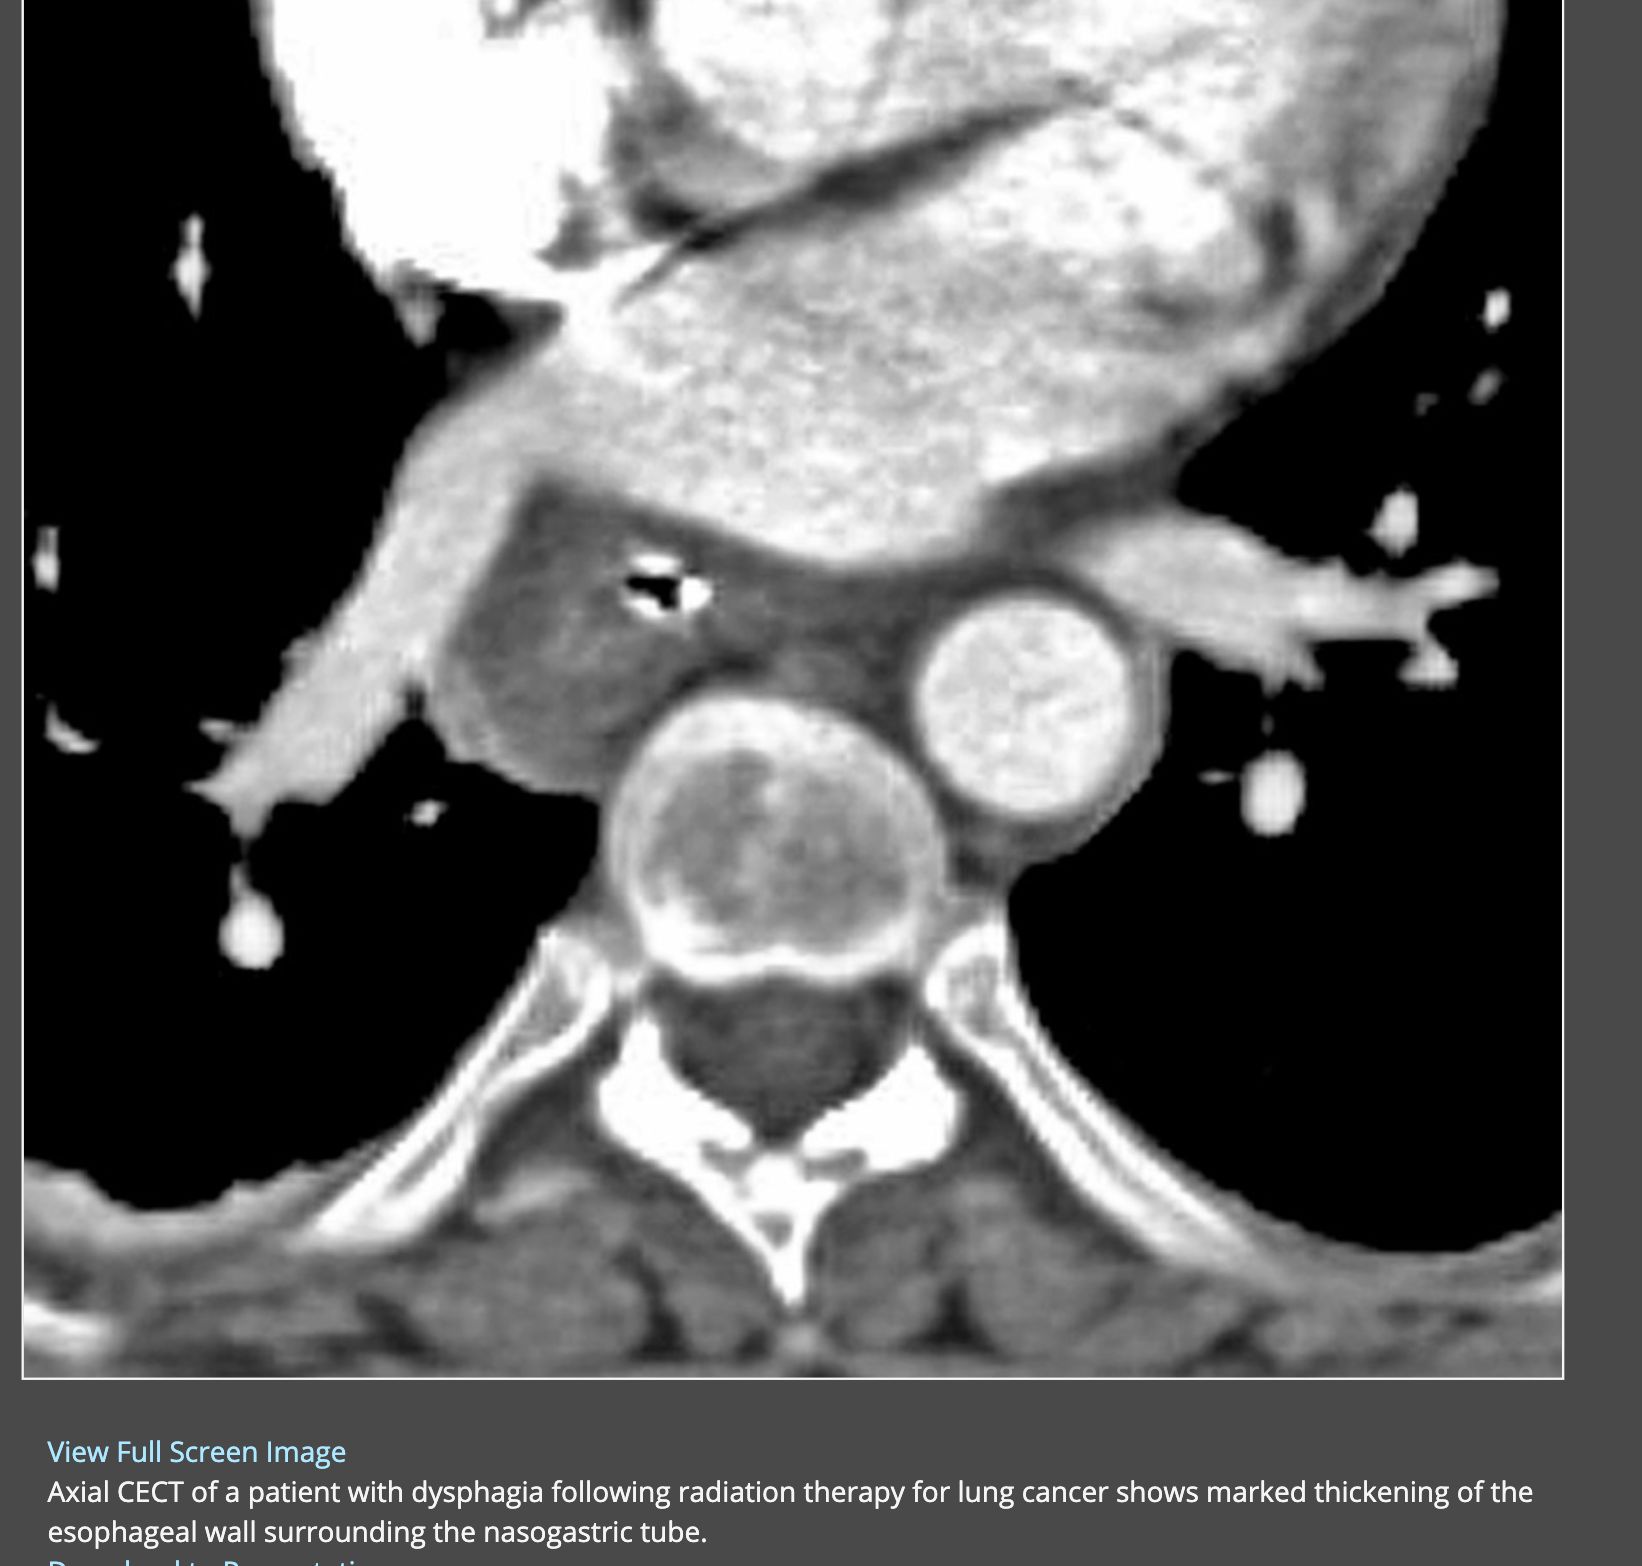 View Full Screen Image
Axial CECT of a patient with dysphagia following radiation therapy for lung cancer shows marked thickening of the
esophageal wall surrounding the nasogastric tube.